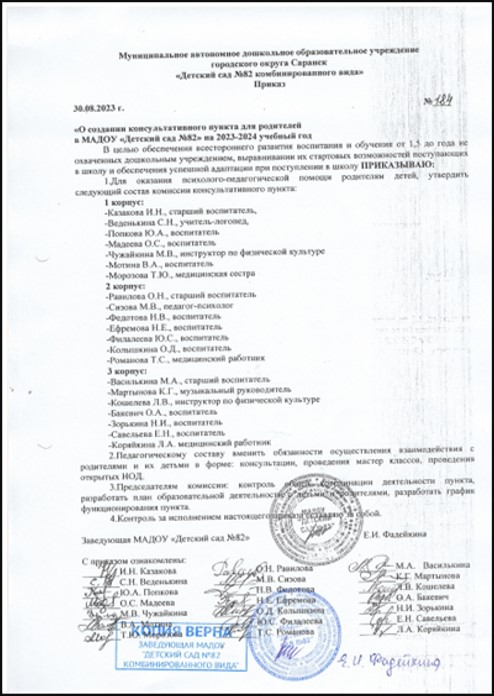 Муниципальное автономное дошкольное образовательное учреждение
городского округа Саранск
«Детский сад №82 комбинированного вида»
Приказ
30.08.2023 г.
№ 184
«О создании консультативного пункта для родителей
в МАДОУ «Детский сад №82» на 2023-2024 учебный год
В целью обеспечения всестороннего развития воспитания и обучения от 1,5 до года не
охваченных дошкольным учреждением, выравнивании их стартовых возможностей поступающих
в школу и обеспечения успешной адаптации при поступлении в школу ПРИКАЗЫВАЮ:
1.Для оказания психолого-педагогической помощи родителям детей, утвердить
следующий состав комиссии консультативного пункта:
1 корпус:
-Казакова И.Н., старший воспитатель,
-Веденькина С.Н., учитель-логопед,
-Попкова Ю.А., воспитатель
-Мадеева О.С., воспитатель
-Чужайкина М.В., инструктор по физической культуре
-Мотина В.А., воспитатель
-Морозова Т.Ю., медицинская сестра
2 корпус:
-Равилова О.Н., старший воспитатель
-Сизова М.В., педагог-психолог
-Федотова Н.В., воспитатель
-Ефремова Н.Е., воспитатель
-Филалеева Ю.С., воспитатель
-Колышкина О.Д., воспитатель
-Романова Т.С., медицинский работник
3 корпус:
-Василькина М.А., старший воспитатель
-Мартынова К.Г., музыкальный руководитель
-Кошелева Л.В., инструктор по физической культуре
-Бакевич О.А., воспитатель
-Зорькина Н.И., воспитатель
-Савельева Е.Н., воспитатель
-Коряйкина Л.А. медицинский работник
2.Педагогическому составу вменить обязанности осуществления взаимодействия с
родителями и их детьми в форме: консультации, проведения мастер классов, проведения
открытых НОД.
3.Председателям комиссии: контроль координации деятельности пункта,
разработать план образовательной деятельности с детьми и родителями, разработать график
функционирования пункта.
4.Контроль за исполнением настоящего приказа оставляю за собой.
Заведующая МАДОУ «Детский сад №82»
Е.И. Фадейкина
С приказом ознакомлены:
И.Н. Казакова О.Н. Равилова М.А. Василькина
С.Н. Веденькина М.В. Сизова К.Г. Мартынова
Ю.А. Попкова Н.В. Федотова Л.В. Кошелева
О.С. Мадеева Н.Е. Ефремова О.А. Бакевич
М.В. Чужайкина О.Д. Колышкина Н.И. Зорькина
В.А. Мотина Ю.С. Филалеева Е.Н. Савельева
Т.Ю. Морозова Т.С. Романова Л.А. Коряйкина
КОПИЯ ВЕРНА
ЗАВЕДУЮЩАЯ МАДОУ
"ДЕТСКИЙ САД №82
КОМБИНИРОВАННОГО ВИДА"
Е.И. Фадейкина